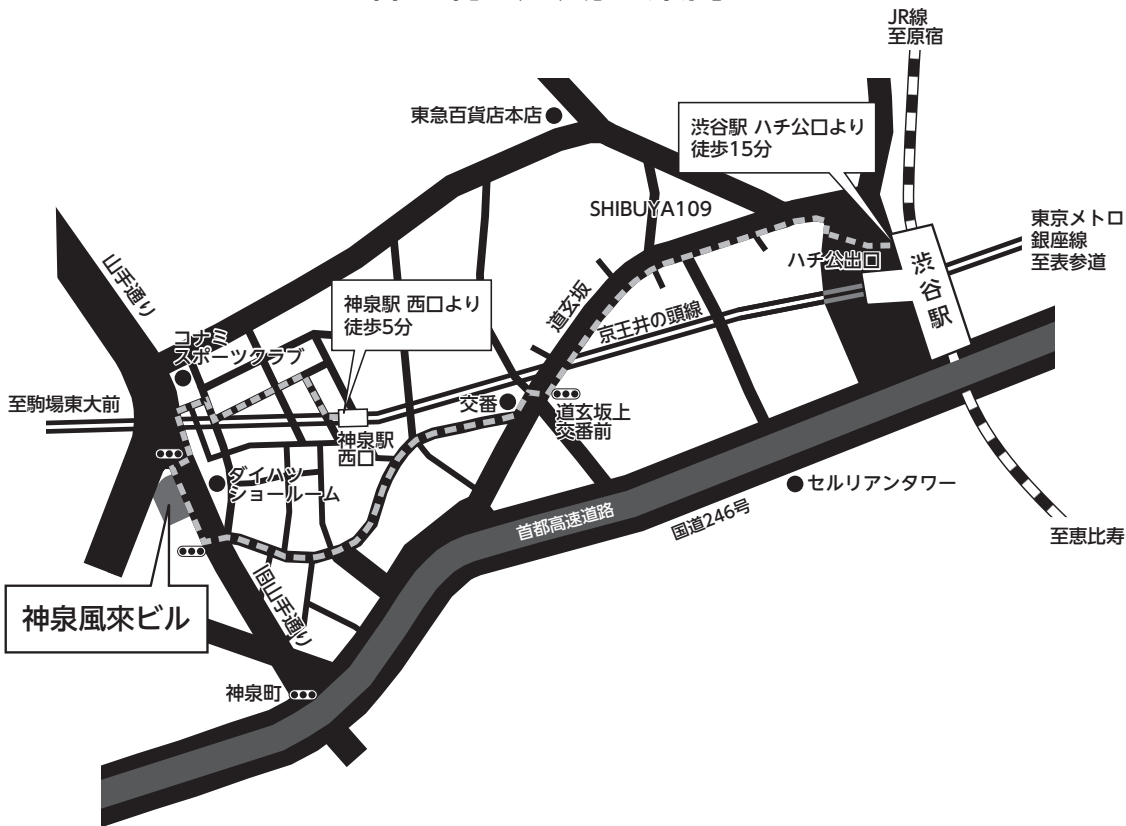 JR線
至原宿
東急百貨店本店
渋谷駅 ハチ公口より
徒歩15分
SHIBUYA109
東京メトロ
銀座線
至表参道
ハチ公出口
渋谷駅
山手通り
神泉駅 西口より
徒歩5分
道玄坂
京王井の頭線
コナミ
スポーツクラブ
至駒場東大前
交番
道玄坂上
交番前
神泉駅
西口
ダイハツ
ショールーム
セルリアンタワー
首都高速道路
国道246号
至恵比寿
旧山手通り
神泉風來ビル
神泉町